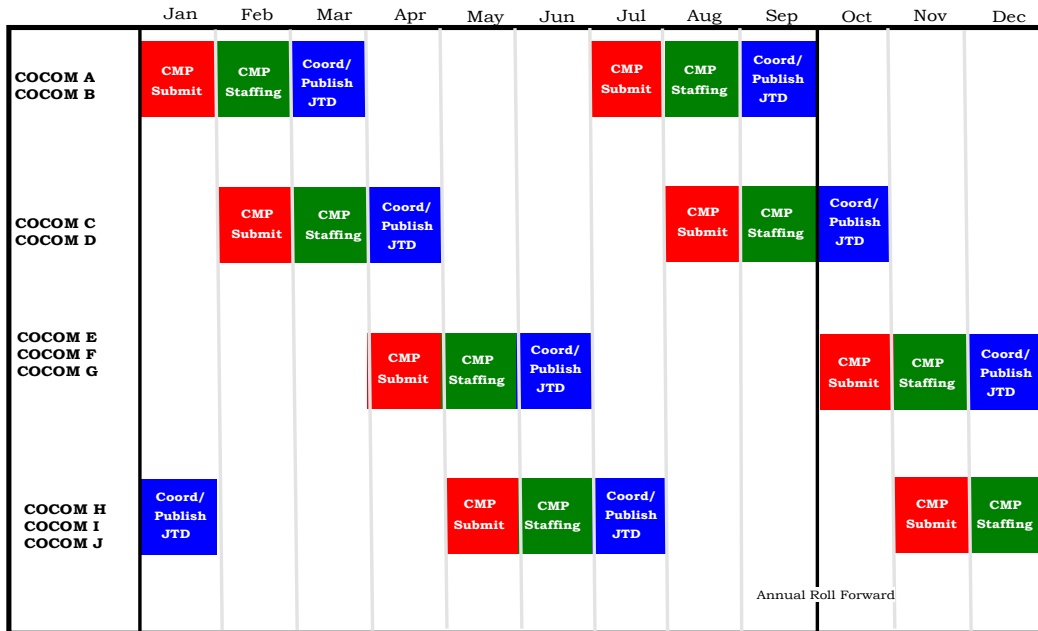 Jan Feb Mar Apr May Jun Jul Aug Sep Oct Nov Dec
COCOM A
COCOM B
CMP
Submit
CMP
Staffing
Coord/
Publish
JTD
CMP
Submit
CMP
Staffing
Coord/
Publish
JTD
COCOM C
COCOM D
CMP
Submit
CMP
Staffing
Coord/
Publish
JTD
CMP
Submit
CMP
Staffing
Coord/
Publish
JTD
COCOM E
COCOM F
COCOM G
CMP
Submit
CMP
Staffing
Coord/
Publish
JTD
CMP
Submit
CMP
Staffing
Coord/
Publish
JTD
COCOM H
COCOM I
COCOM J
Coord/
Publish
JTD
CMP
Submit
CMP
Staffing
Coord/
Publish
JTD
CMP
Submit
CMP
Staffing
Annual Roll Forward